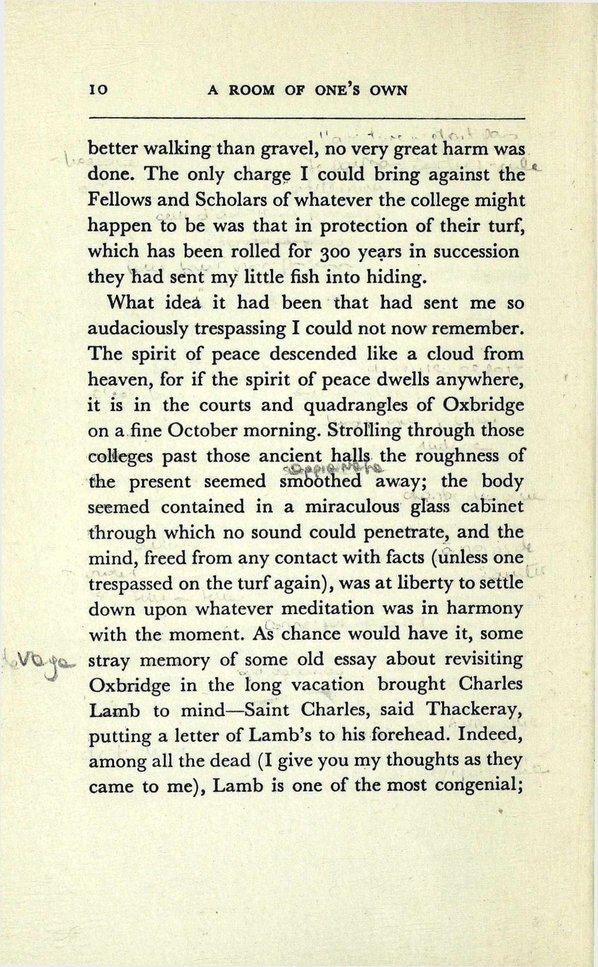 10 A ROOM OF ONE'S OWN
better walking than gravel, no very great harm was
done. The only charge I could bring against the
Fellows and Scholars of whatever the college might
happen to be was that in protection of their turf,
which has been rolled for 300 years in succession
they had sent my little fish into hiding.
What idea it had been that had sent me so
audaciously trespassing I could not now remember.
The spirit of peace descended like a cloud from
heaven, for if the spirit of peace dwells anywhere,
it is in the courts and quadrangles of Oxbridge
on a fine October morning. Strolling through those
colleges past those ancient halls the roughness of
appianata
the present seemed smoothed away; the body
seemed contained in a miraculous glass cabinet
through which no sound could penetrate, and the
mind, freed from any contact with facts (unless one
trespassed on the turf again), was at liberty to settle
down upon whatever meditation was in harmony
with the moment. As chance would have it, some
vaga stray memory of some old essay about revisiting
Oxbridge in the long vacation brought Charles
Lamb to mind—Saint Charles, said Thackeray,
putting a letter of Lamb's to his forehead. Indeed,
among all the dead (I give you my thoughts as they
came to me), Lamb is one of the most congenial;